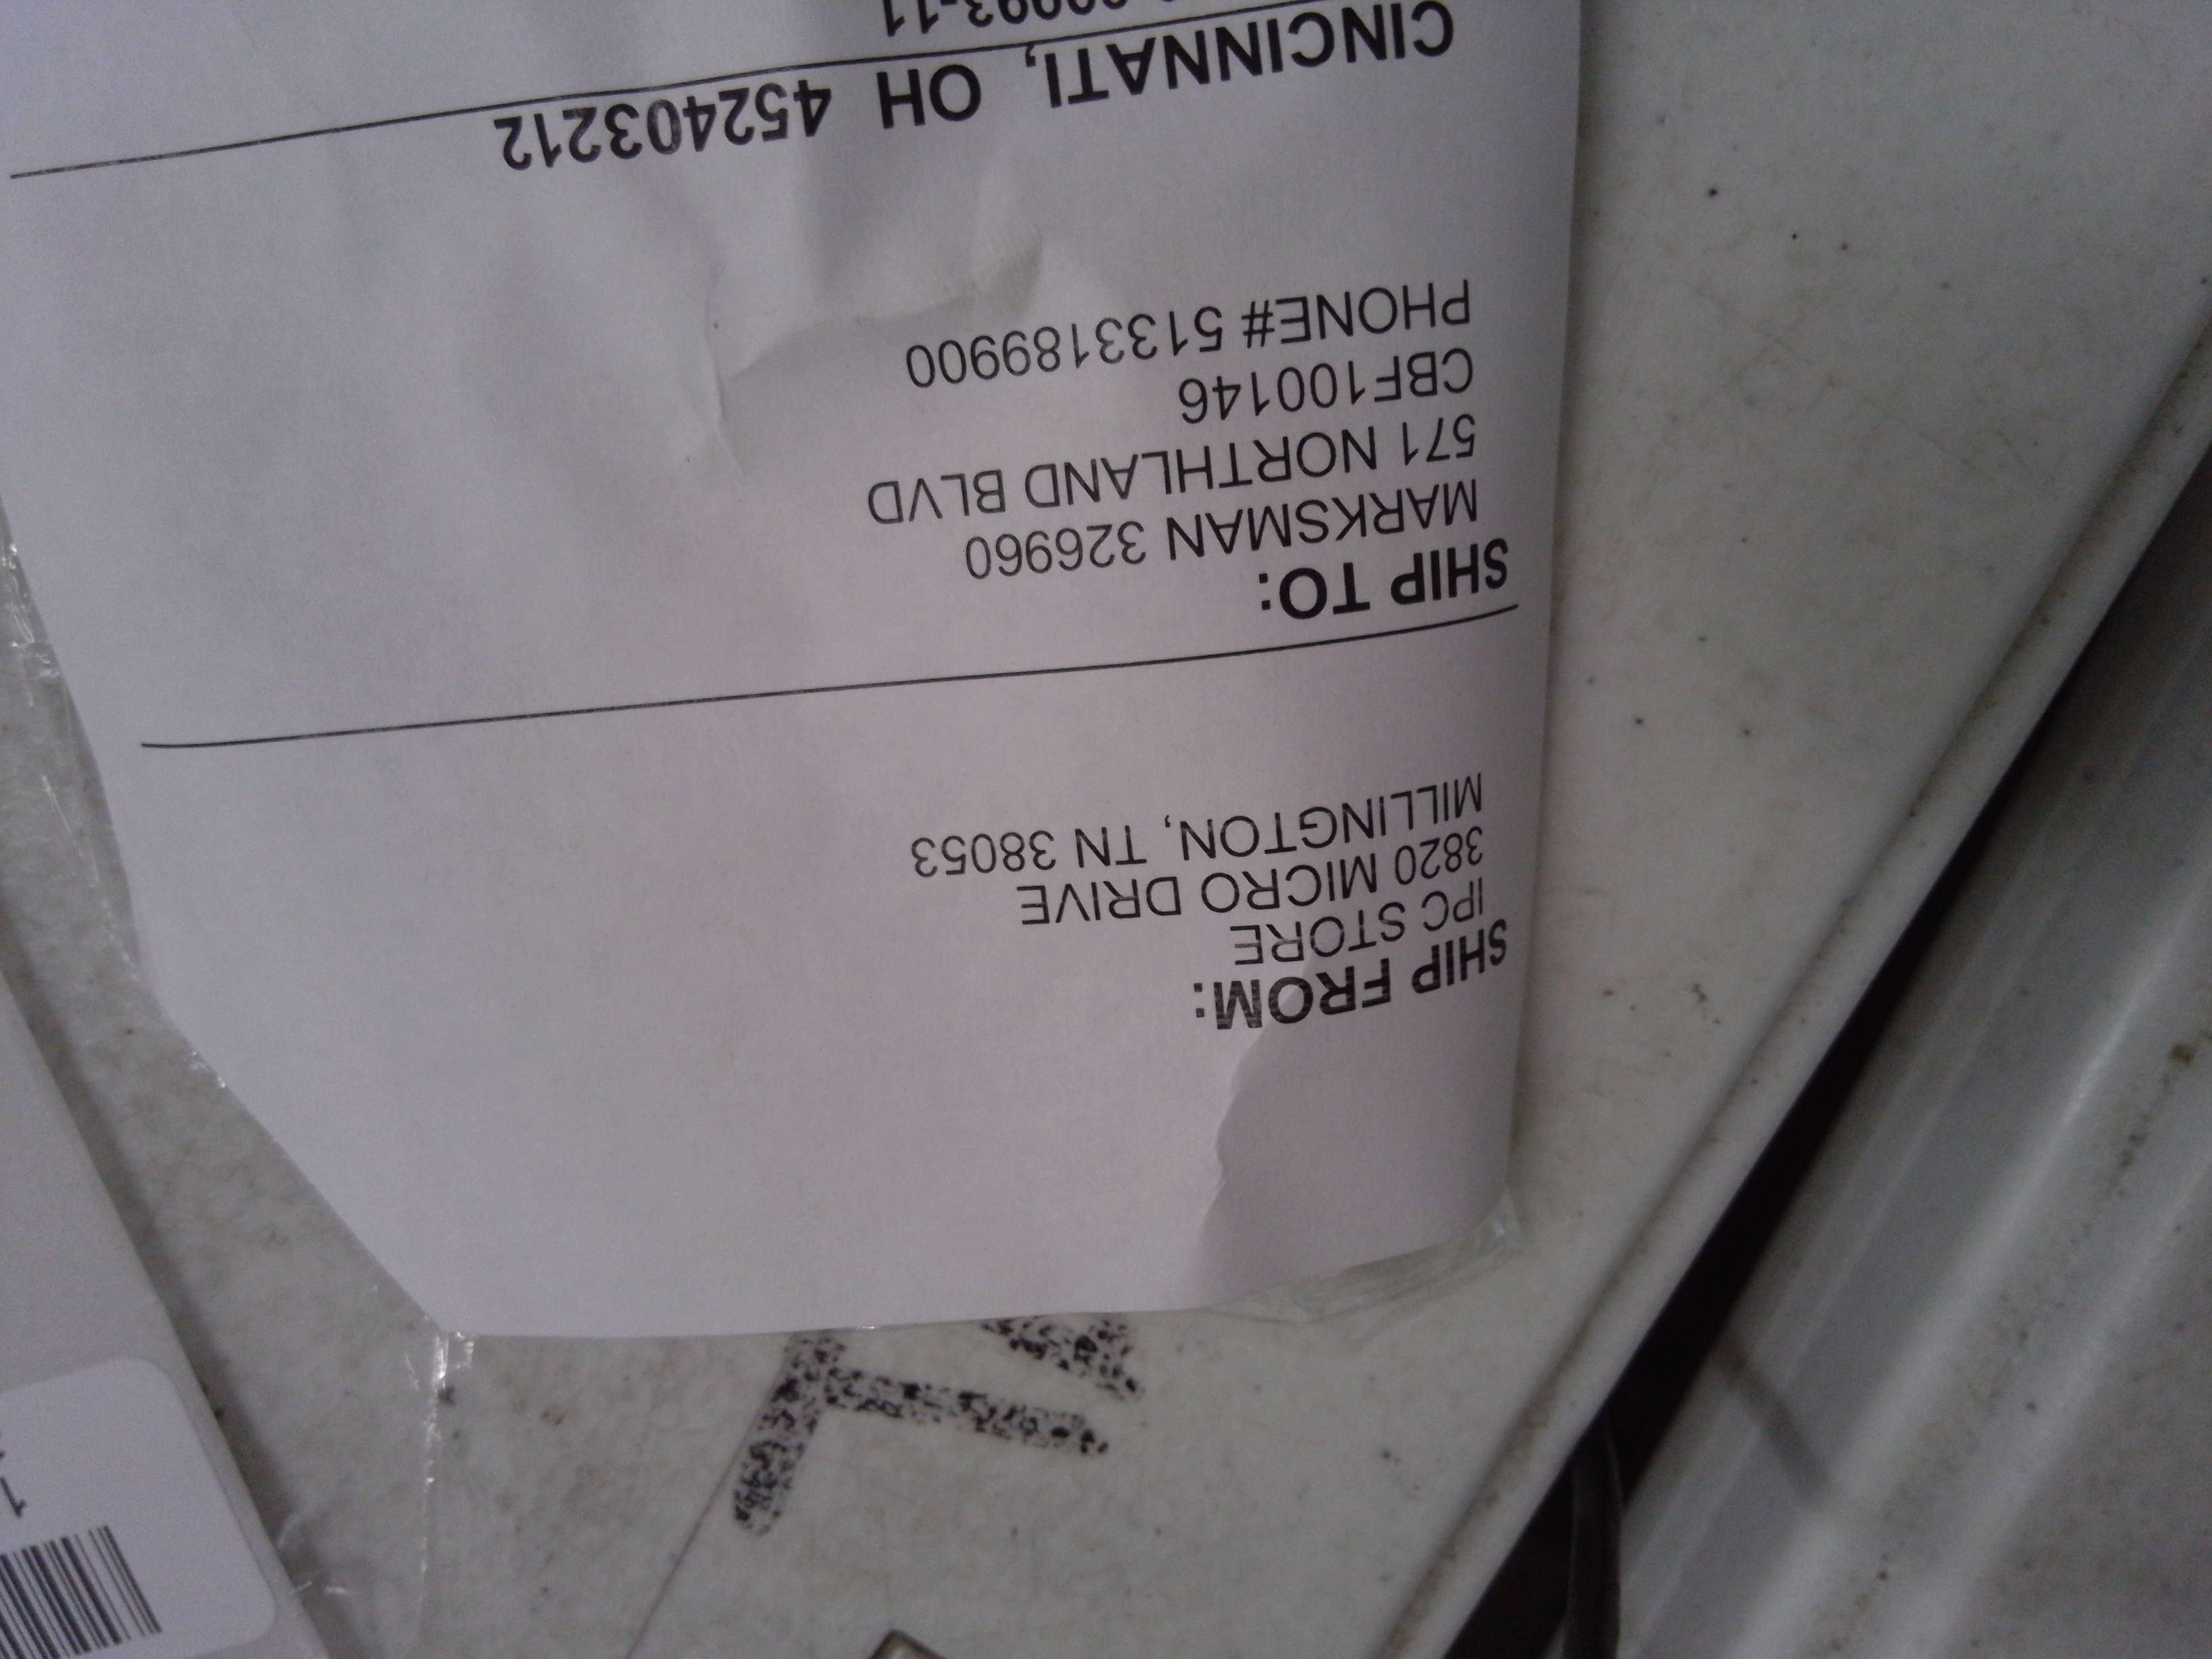 SHIP FROM:
IPC STORE
3820 MICRO DRIVE
MILLINGTON, TN 38053
SHIP TO:
MARKSMAN 326960
571 NORTHLAND BLVD
CBF100146
PHONE# 5133189900
CINCINNATI, OH 452403212